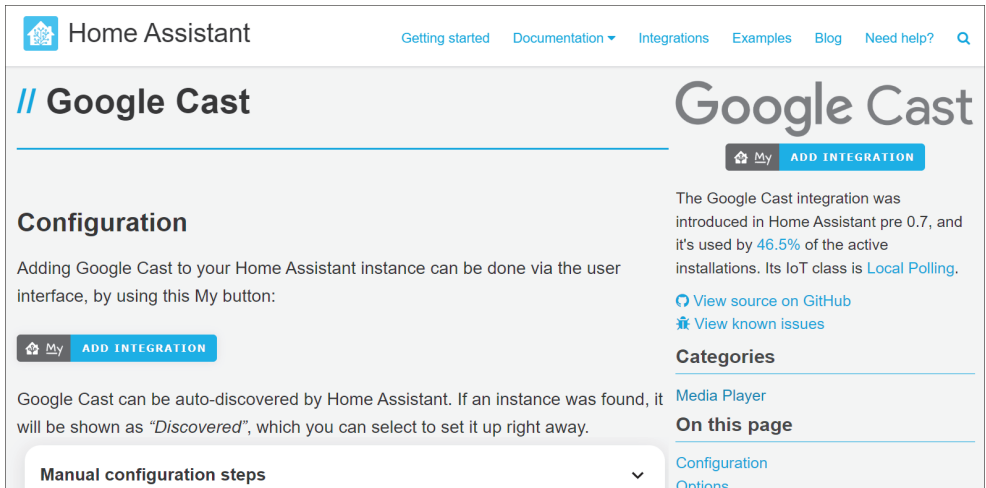 Home Assistant
Getting started Documentation Integrations Examples Blog Need help?
// Google Cast
Configuration
Adding Google Cast to your Home Assistant instance can be done via the user
interface, by using this My button:
My ADD INTEGRATION
Google Cast can be auto-discovered by Home Assistant. If an instance was found, it
will be shown as “Discovered”, which you can select to set it up right away.
Manual configuration steps
Google Cast
My ADD INTEGRATION
The Google Cast integration was
introduced in Home Assistant pre 0.7, and
it's used by 46.5% of the active
installations. Its IoT class is Local Polling.
View source on GitHub
View known issues
Categories
Media Player
On this page
Configuration
Options